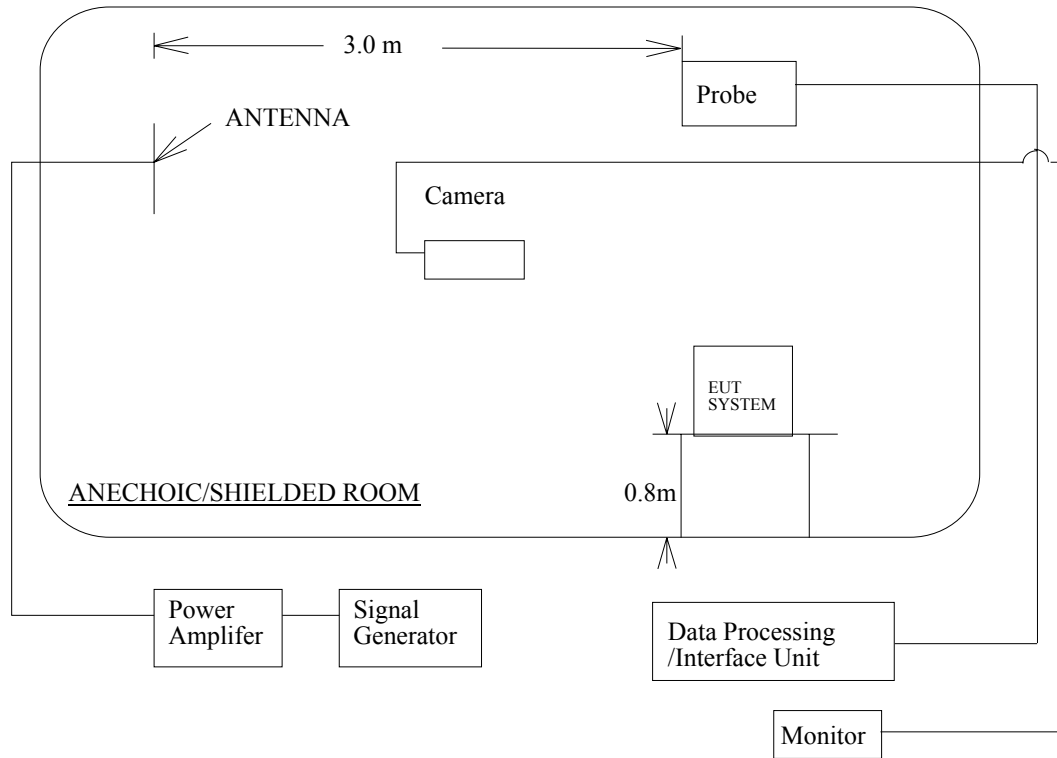 3.0 m
Probe
ANTENNA
Camera
EUT
SYSTEM
0.8m
ANECHOIC/SHIELDED ROOM
Power
Amplifer
Signal
Generator
Data Processing
/Interface Unit
Monitor